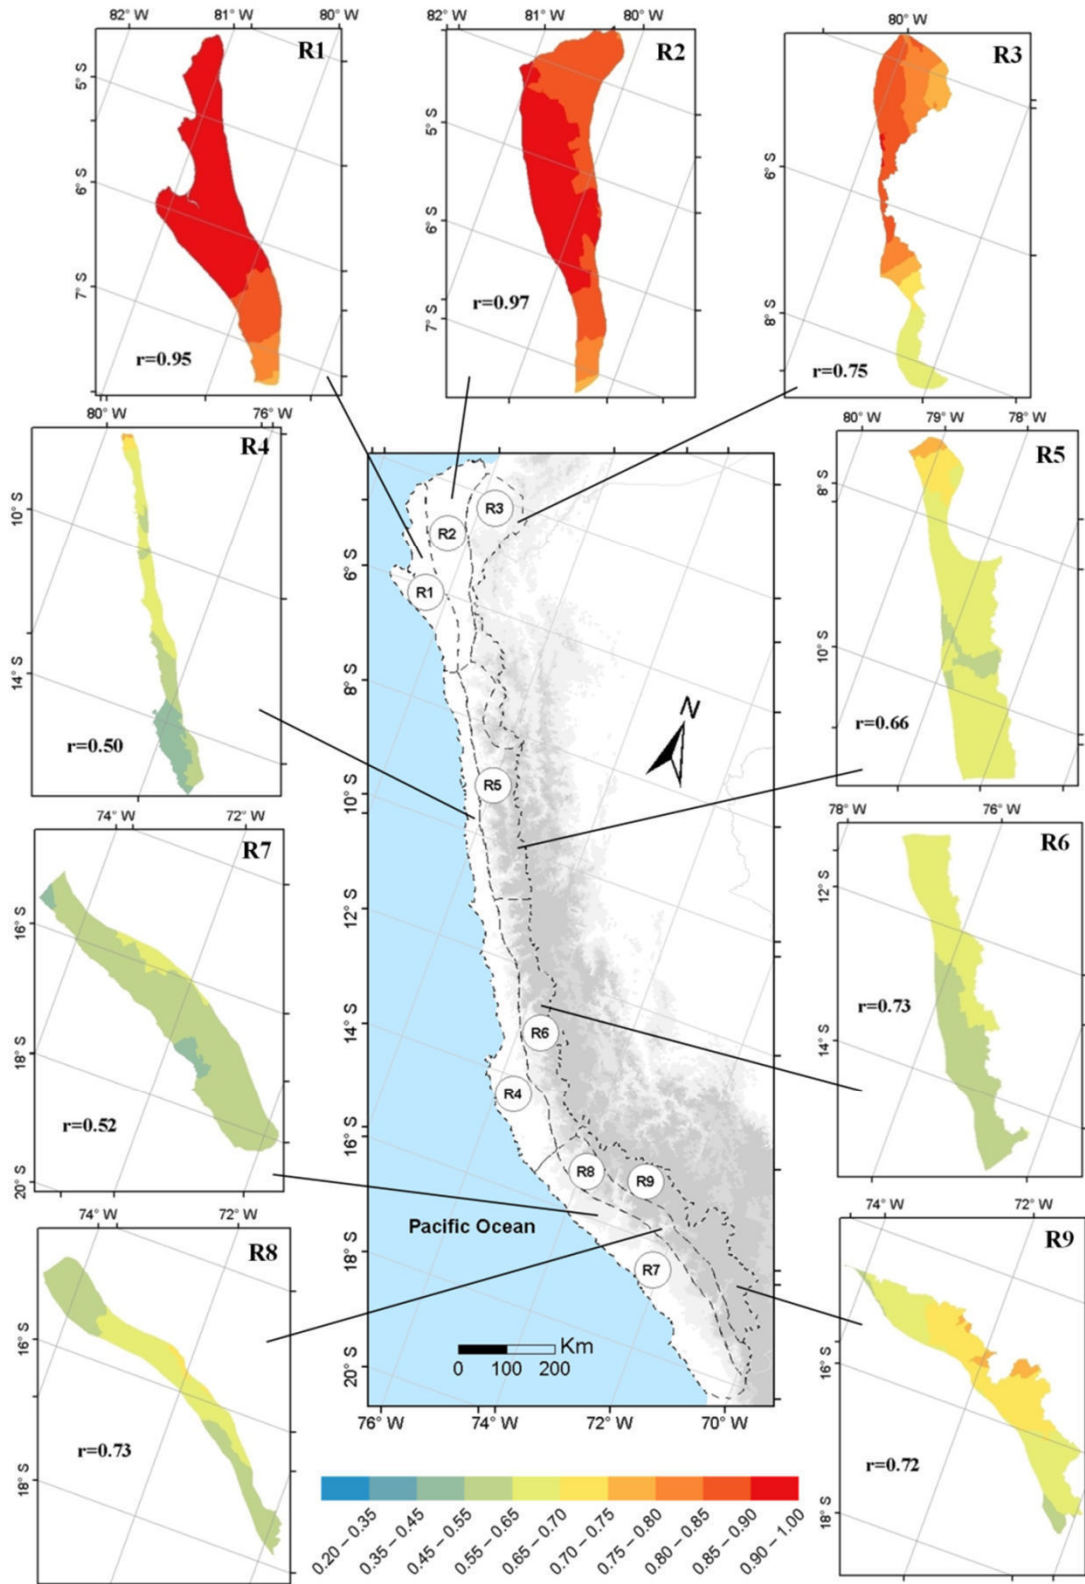 82° W 81° W 80° W
R1
5° S
6° S
7° S
r=0.95
82° W 81° W 80° W
R2
5° S
6° S
7° S
r=0.97
80° W
R3
6° S
8° S
r=0.75
80° W 76° W
R4
10° S
14° S
r=0.50
80° W 79° W 78° W
R5
8° S
10° S
r=0.66
74° W 72° W
R7
16° S
18° S
20° S
r=0.52
78° W 76° W
R6
12° S
14° S
r=0.73
74° W 72° W
R8
16° S
18° S
r=0.73
74° W 72° W
R9
16° S
18° S
r=0.72
R3
R2
R1
R5
R6
R4
R8
R9
R7
N
6° S
8° S
10° S
12° S
14° S
16° S
18° S
20° S
Pacific Ocean
Km
0 100 200
76° W 74° W 72° W 70° W
0.20 – 0.35
0.35 – 0.45
0.45 – 0.55
0.55 – 0.65
0.65 – 0.70
0.70 – 0.75
0.75 – 0.80
0.80 – 0.85
0.85 – 0.90
0.90 – 1.00